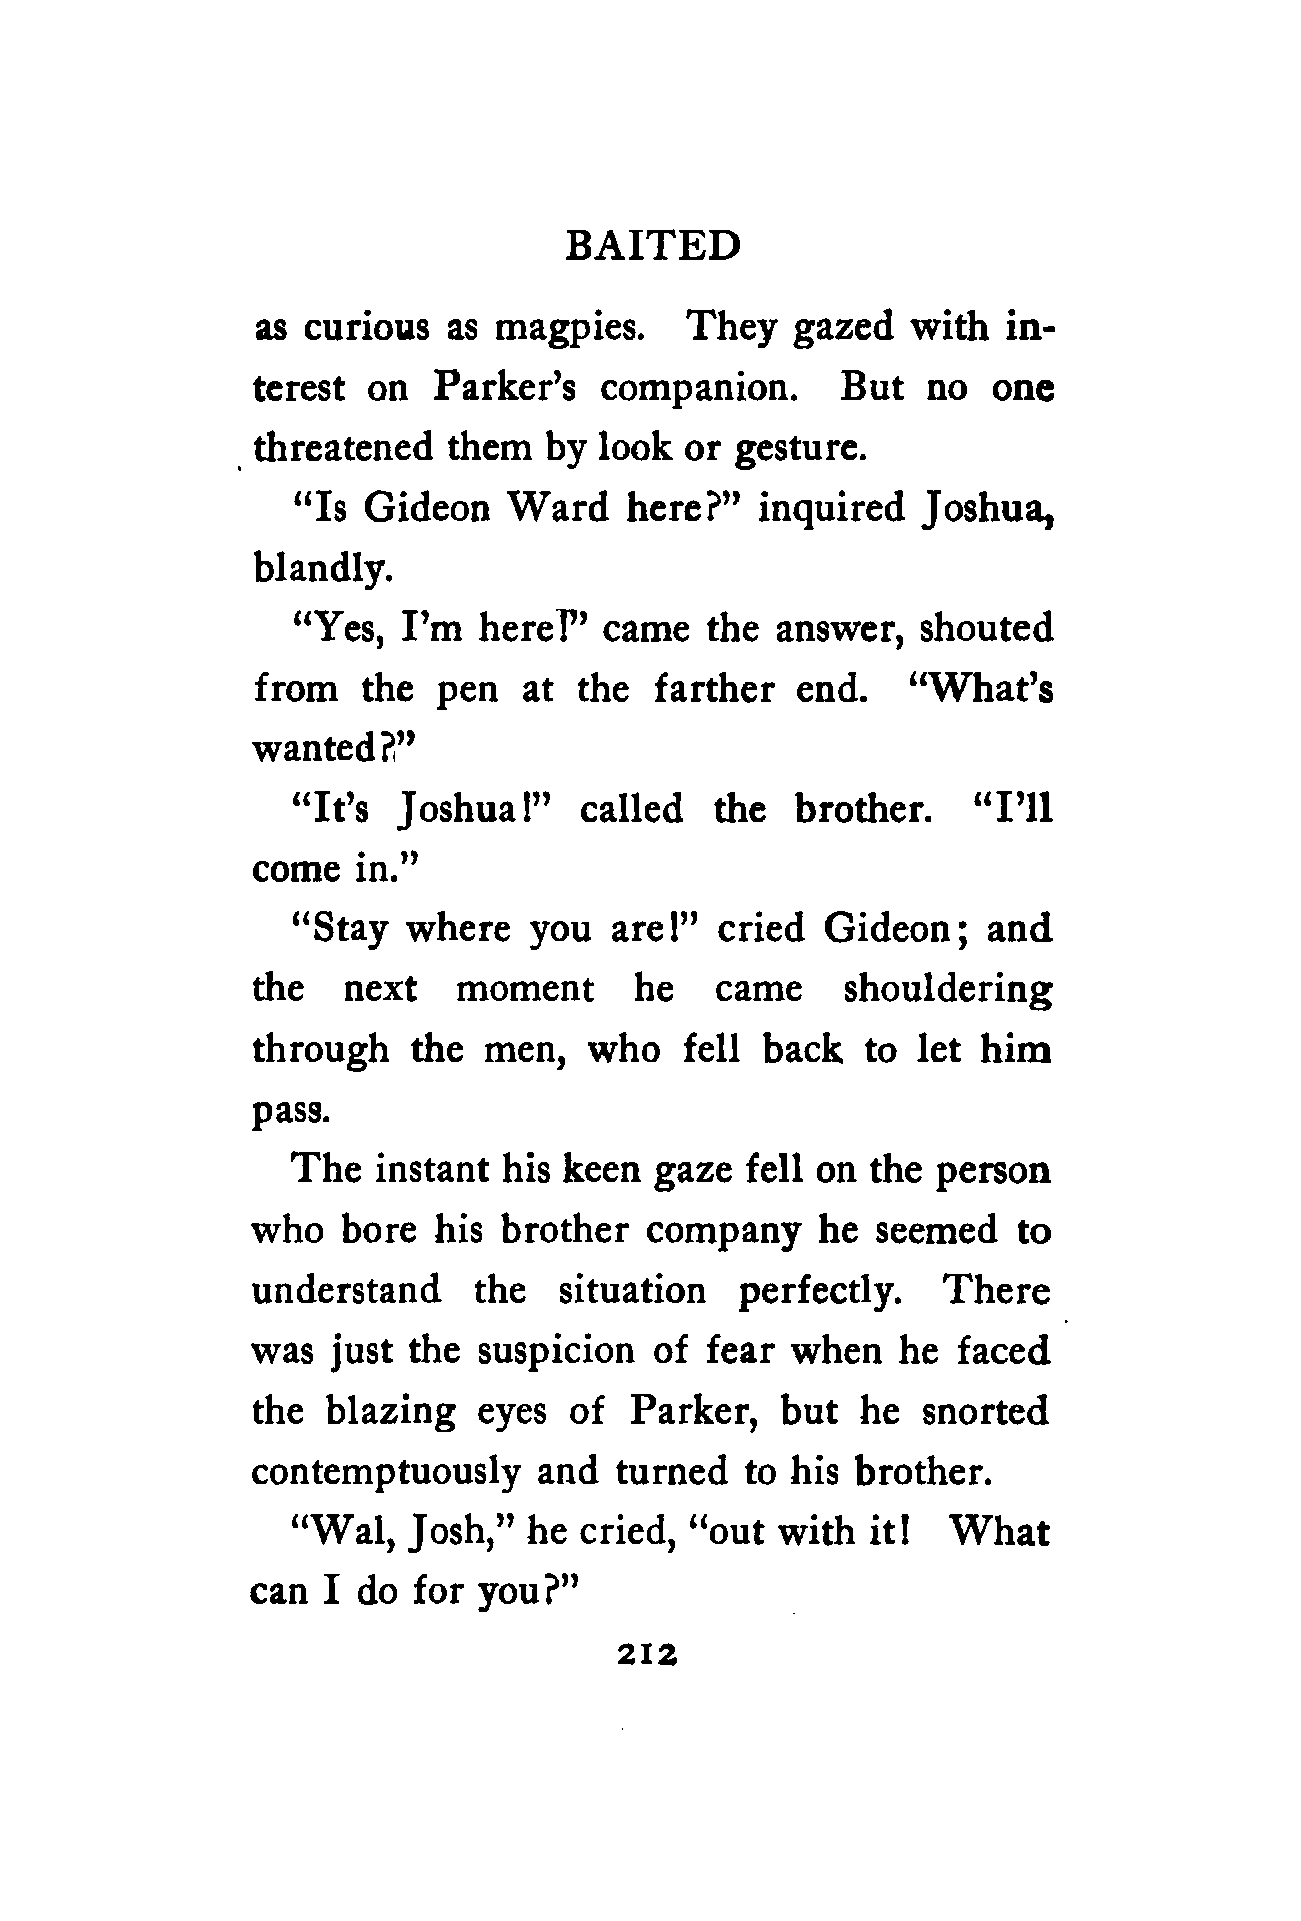 BAITED
as curious as magpies. They gazed with in-
terest on Parker's companion. But no one
threatened them by look or gesture.
"Is Gideon Ward here?" inquired Joshua,
blandly.
"Yes, I'm here!" came the answer, shouted
from the pen at the farther end. "What's
wanted?"
"It's Joshua!" called the brother. "I'll
come in."
"Stay where you are!" cried Gideon; and
the next moment he came shouldering
through the men, who fell back to let him
pass.
The instant his keen gaze fell on the person
who bore his brother company he seemed to
understand the situation perfectly. There
was just the suspicion of fear when he faced
the blazing eyes of Parker, but he snorted
contemptuously and turned to his brother.
"Wal, Josh," he cried, "out with it! What
can I do for you?"
212